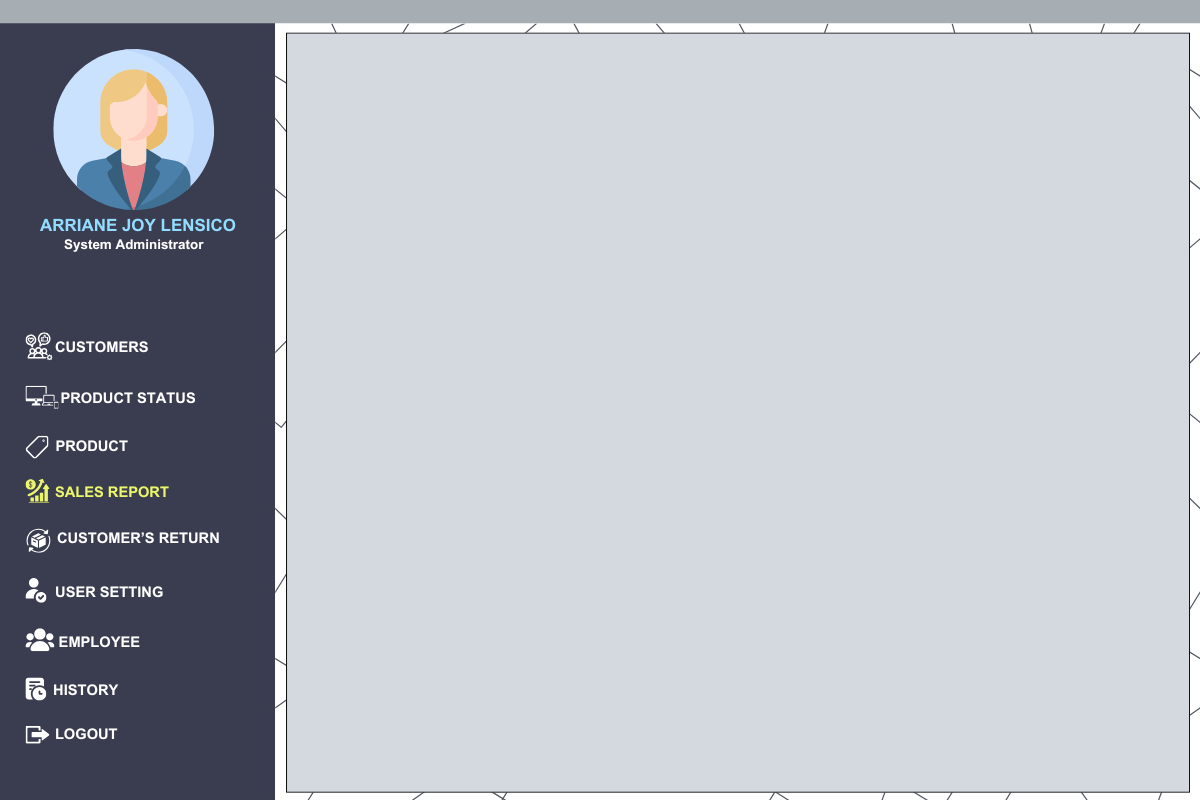 ARRIANE JOY LENSICO
System Administrator
CUSTOMERS
PRODUCT STATUS
PRODUCT
SALES REPORT
CUSTOMER’S RETURN
USER SETTING
EMPLOYEE
HISTORY
LOGOUT